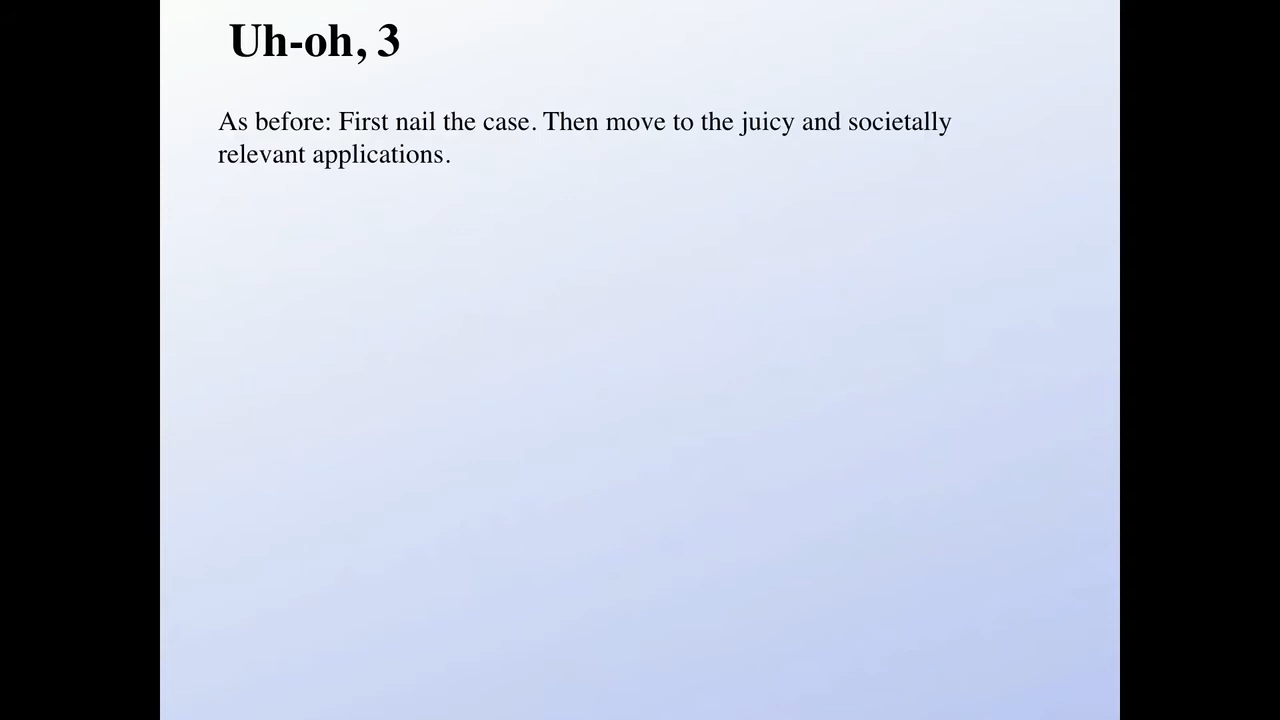 Uh-oh, 3
As before: First nail the case. Then move to the juicy and societally
relevant applications.